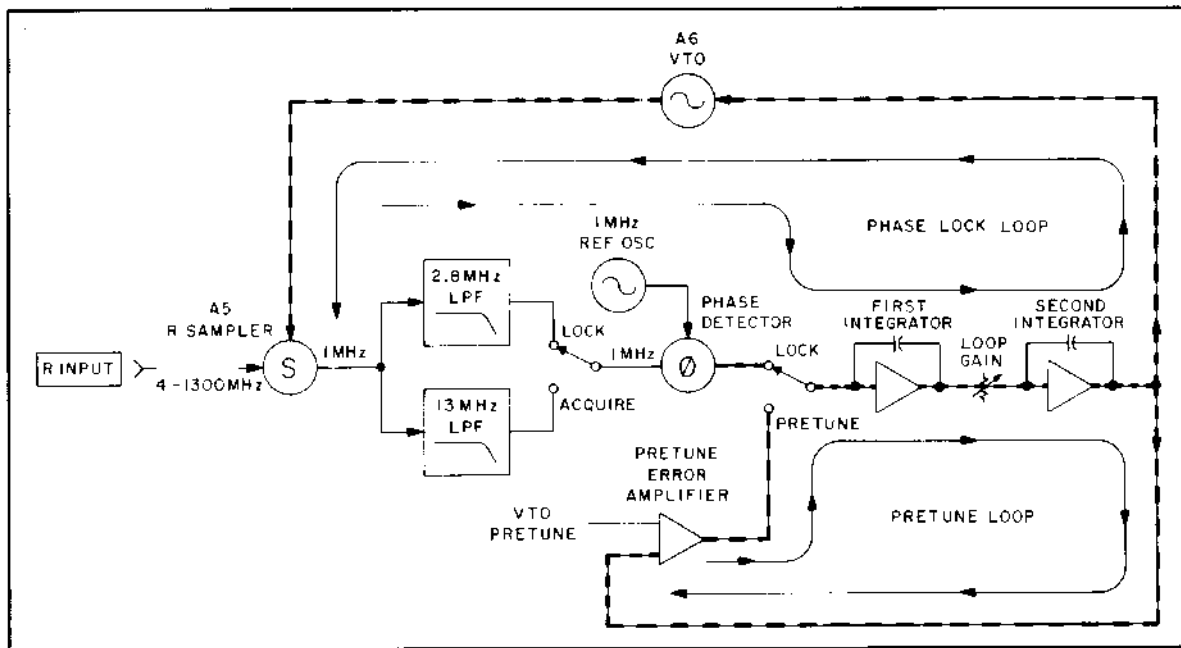 A6
VTO
1MHz
REF OSC
PHASE LOCK LOOP
2.8MHz
LPF
A5
R SAMPLER
PHASE
DETECTOR
FIRST
INTEGRATOR
SECOND
INTEGRATOR
LOOP
GAIN
LOCK
LOCK
R INPUT
4-1300MHz
S
1MHz
1MHz
Ø
13MHz
LPF
ACQUIRE
PRETUNE
PRETUNE
ERROR
AMPLIFIER
VTO
PRETUNE
PRETUNE LOOP